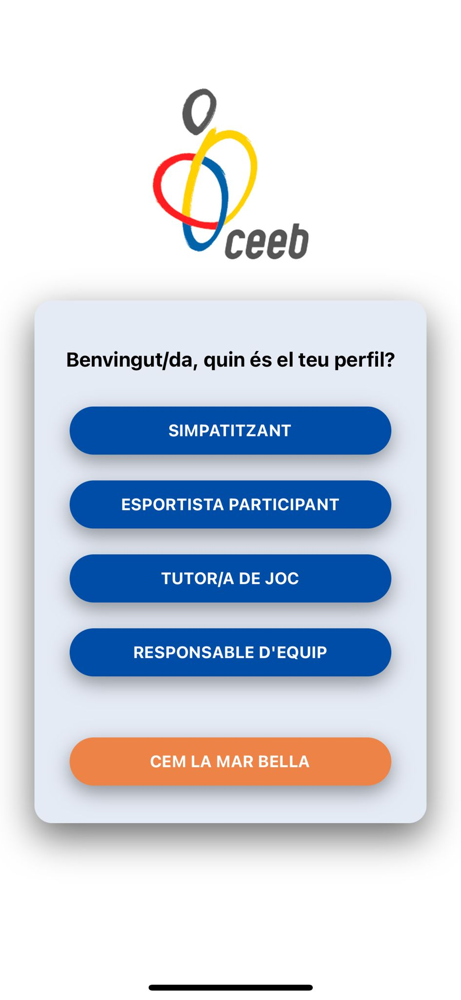 ceeb
Benvingut/da, quin és el teu perfil?
SIMPATITZANT
ESPORTISTA PARTICIPANT
TUTOR/A DE JOC
RESPONSABLE D'EQUIP
CEM LA MAR BELLA